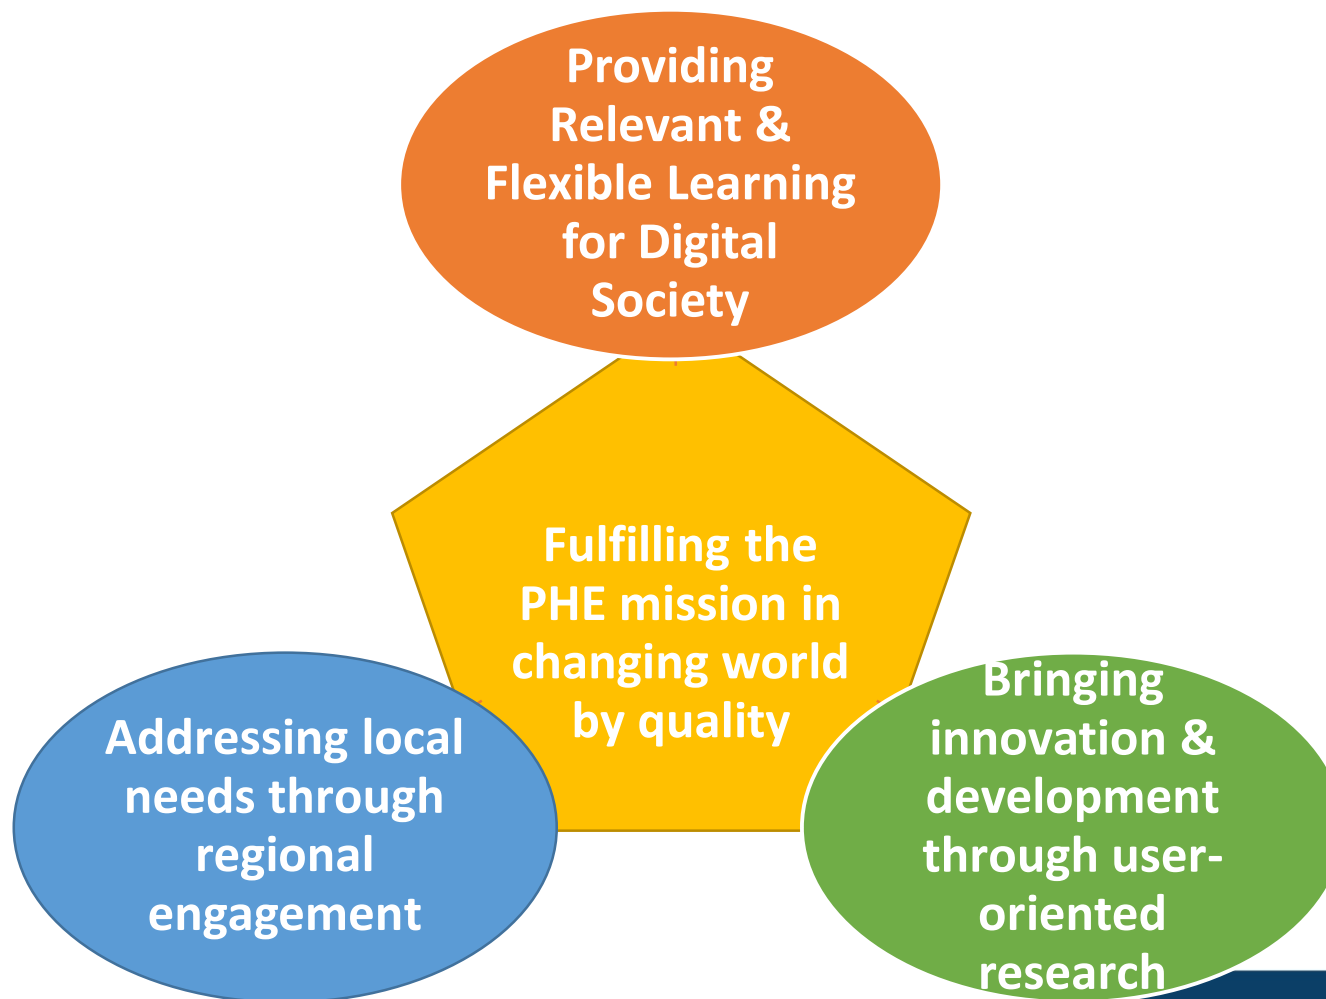 Providing
Relevant &
Flexible Learning
for Digital
Society
Fulfilling the
PHE mission in
changing world
by quality
Addressing local
needs through
regional
engagement
Bringing
innovation &
development
through user-
oriented
research